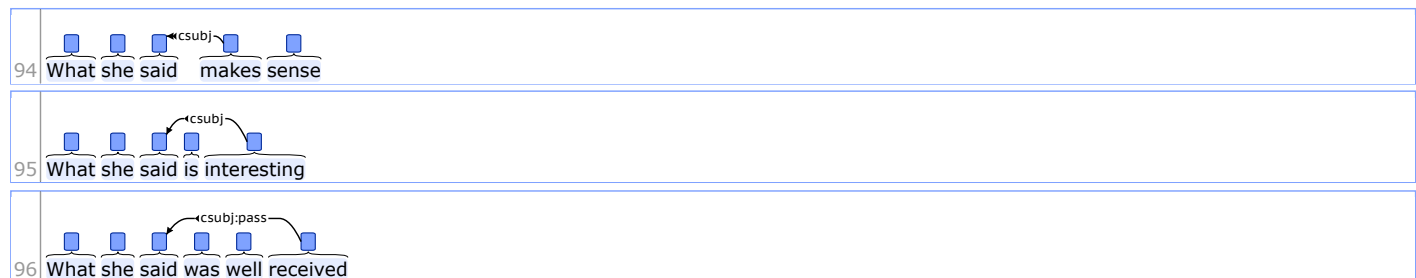 csubj
94 What she said makes sense
csubj
95 What she said is interesting
csubj:pass
96 What she said was well received